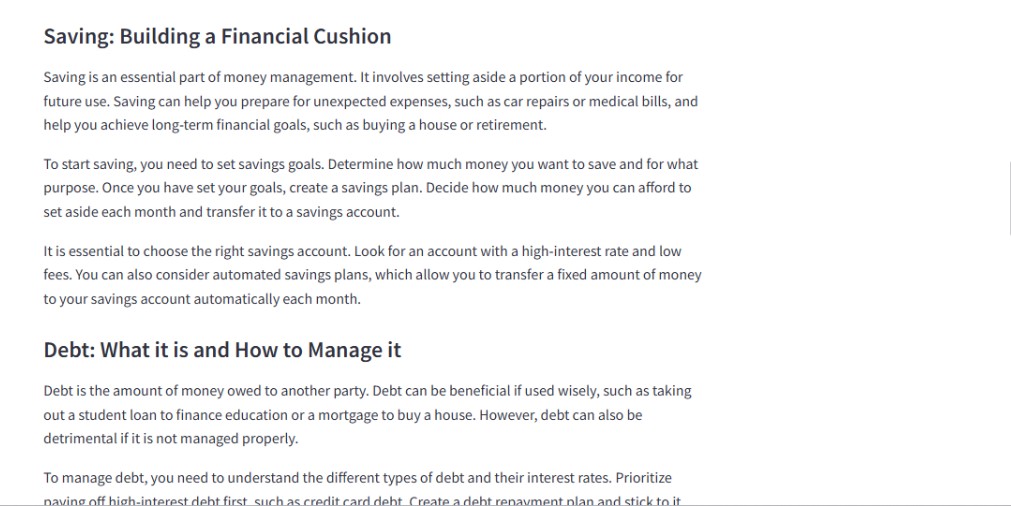 Saving: Building a Financial Cushion
Saving is an essential part of money management. It involves setting aside a portion of your income for
future use. Saving can help you prepare for unexpected expenses, such as car repairs or medical bills, and
help you achieve long-term financial goals, such as buying a house or retirement.
To start saving, you need to set savings goals. Determine how much money you want to save and for what
purpose. Once you have set your goals, create a savings plan. Decide how much money you can afford to
set aside each month and transfer it to a savings account.
It is essential to choose the right savings account. Look for an account with a high-interest rate and low
fees. You can also consider automated savings plans, which allow you to transfer a fixed amount of money
to your savings account automatically each month.
Debt: What it is and How to Manage it
Debt is the amount of money owed to another party. Debt can be beneficial if used wisely, such as taking
out a student loan to finance education or a mortgage to buy a house. However, debt can also be
detrimental if it is not managed properly.
To manage debt, you need to understand the different types of debt and their interest rates. Prioritize
paying off high-interest debt first, such as credit card debt. Create a debt repayment plan and stick to it